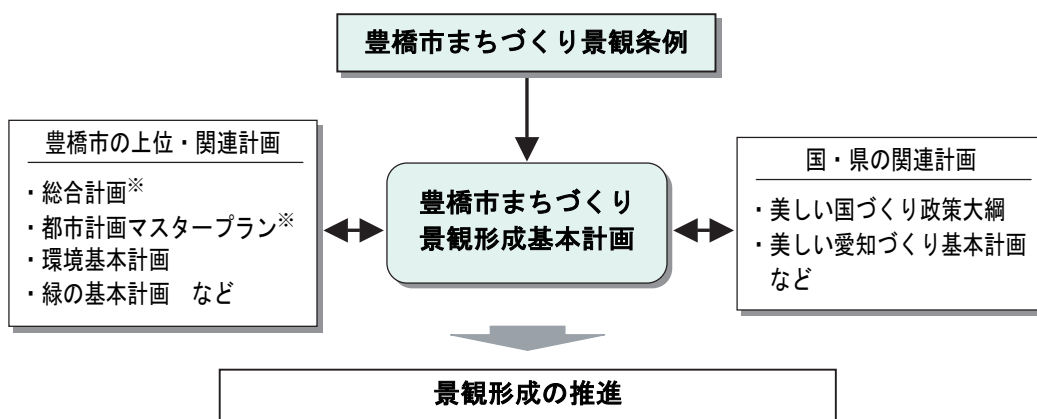 豊橋市まちづくり景観条例
豊橋市の上位・関連計画
・総合計画※
・都市計画マスタープラン※
・環境基本計画
・緑の基本計画　など
豊橋市まちづくり
景観形成基本計画
国・県の関連計画
・美しい国づくり政策大綱
・美しい愛知づくり基本計画
など
景観形成の推進